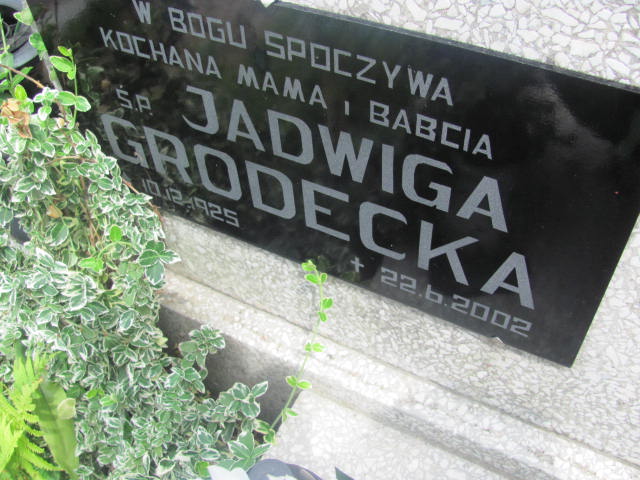 W BOGU SPOCZYWA
KOCHANA MAMA I BABCIA
Ś.P. JADWIGA
GRODECKA
10.12.1925 + 22.6.2002